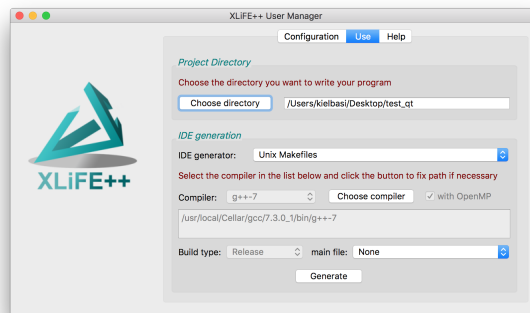 XLiFE++ User Manager
Configuration Use Help
Project Directory
Choose the directory you want to write your program
Choose directory /Users/kielbasi/Desktop/test_qt
IDE generation
IDE generator: Unix Makefiles
XLiFE++
Select the compiler in the list below and click the button to fix path if necessary
Compiler: g++-7 Choose compiler with OpenMP
/usr/local/Cellar/gcc/7.3.0_1/bin/g++-7
Build type: Release main file: None
Generate